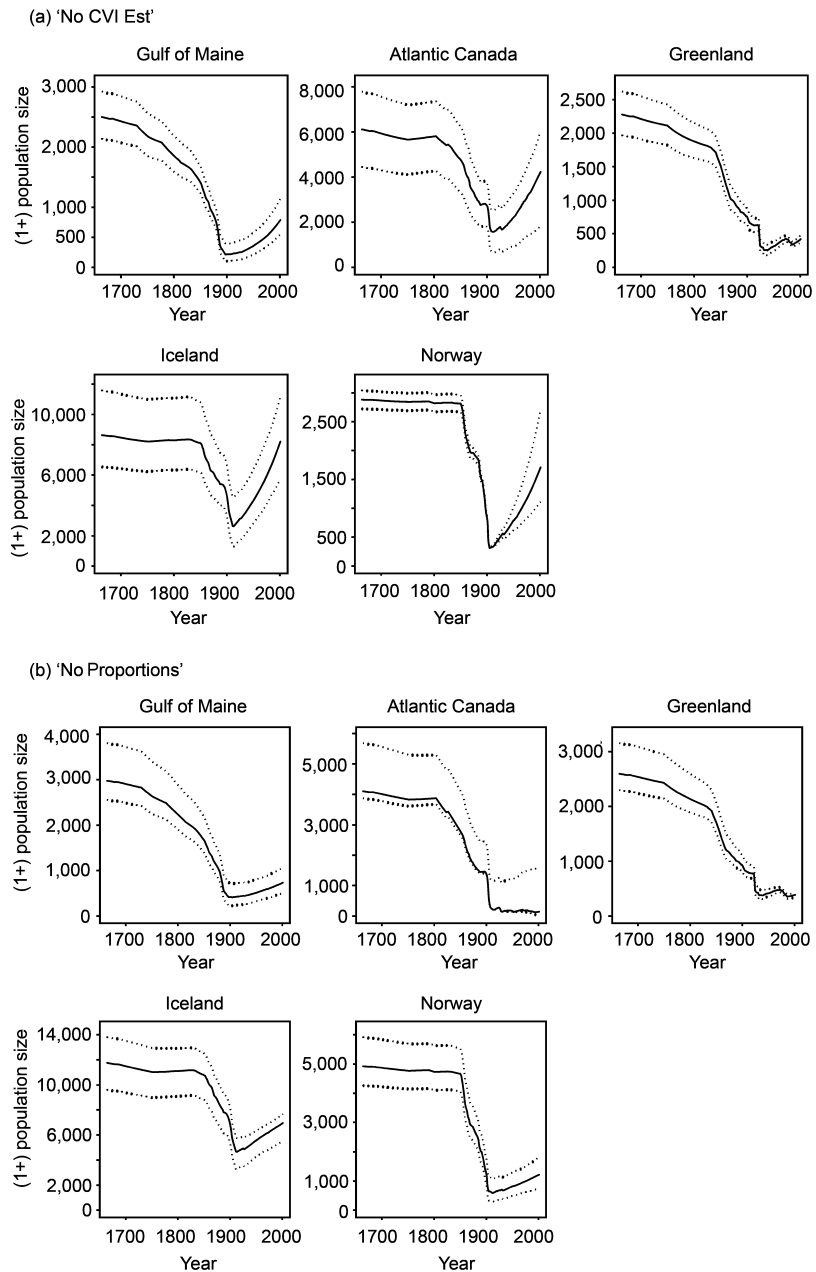 (a) 'No CVI Est'
Gulf of Maine
(1+) population size
3,000
2,000
1,000
500
0
1700 1800 1900 2000
Year
Atlantic Canada
8,000
6,000
4,000
2,000
0
1700 1800 1900 2000
Year
Greenland
2,500
2,000
1,500
1,000
500
0
1700 1800 1900 2000
Year
Iceland
(1+) population size
10,000
6,000
2,000
0
1700 1800 1900 2000
Year
Norway
2,500
1,500
500
0
1700 1800 1900 2000
Year
(b) 'No Proportions'
Gulf of Maine
(1+) population size
4,000
3,000
2,000
1,000
0
1700 1800 1900 2000
Year
Atlantic Canada
5,000
3,000
1,000
0
1700 1800 1900 2000
Year
Greenland
3,000
2,000
1,000
0
1700 1800 1900 2000
Year
Iceland
(1+) population size
14,000
10,000
6,000
2,000
0
1700 1800 1900 2000
Year
Norway
5,000
3,000
1,000
0
1700 1800 1900 2000
Year